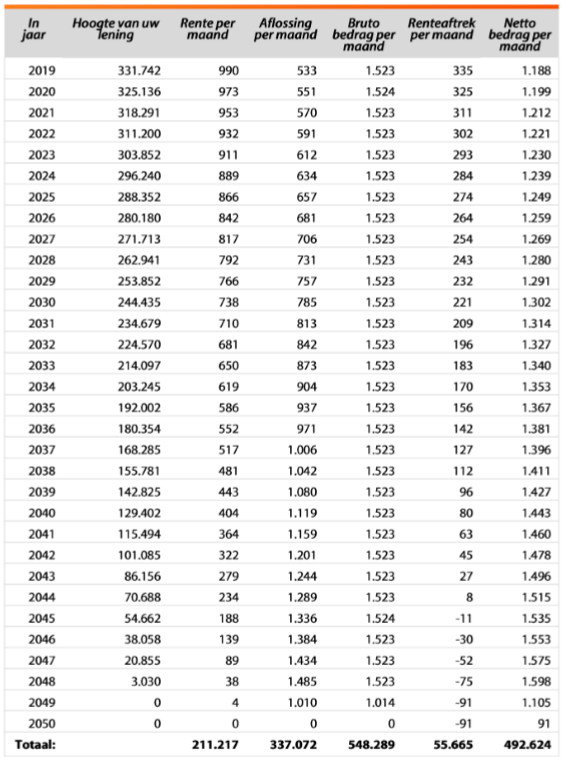 In jaar Hoogte van uw lening Rente per maand Aflossing per maand Bruto bedrag per maand Renteaftrek per maand Netto bedrag per maand
2019 331.742 990 533 1.523 335 1.188
2020 325.136 973 551 1.524 325 1.199
2021 318.291 953 570 1.523 311 1.212
2022 311.200 932 591 1.523 302 1.221
2023 303.852 911 612 1.523 293 1.230
2024 296.240 889 634 1.523 284 1.239
2025 288.352 866 657 1.523 274 1.249
2026 280.180 842 681 1.523 264 1.259
2027 271.713 817 706 1.523 254 1.269
2028 262.941 792 731 1.523 243 1.280
2029 253.852 766 757 1.523 232 1.291
2030 244.435 738 785 1.523 221 1.302
2031 234.679 710 813 1.523 209 1.314
2032 224.570 681 842 1.523 196 1.327
2033 214.097 650 873 1.523 183 1.340
2034 203.245 619 904 1.523 170 1.353
2035 192.002 586 937 1.523 156 1.367
2036 180.354 552 971 1.523 142 1.381
2037 168.285 517 1.006 1.523 127 1.396
2038 155.781 481 1.042 1.523 112 1.411
2039 142.825 443 1.080 1.523 96 1.427
2040 129.402 404 1.119 1.523 80 1.443
2041 115.494 364 1.159 1.523 63 1.460
2042 101.085 322 1.201 1.523 45 1.478
2043 86.156 279 1.244 1.523 27 1.496
2044 70.688 234 1.289 1.523 8 1.515
2045 54.662 188 1.336 1.524 -11 1.535
2046 38.058 139 1.384 1.523 -30 1.553
2047 20.855 89 1.434 1.523 -52 1.575
2048 3.030 38 1.485 1.523 -75 1.598
2049 0 4 1.010 1.014 -91 1.105
2050 0 0 0 0 -91 91
Totaal: 211.217 337.072 548.289 55.665 492.624